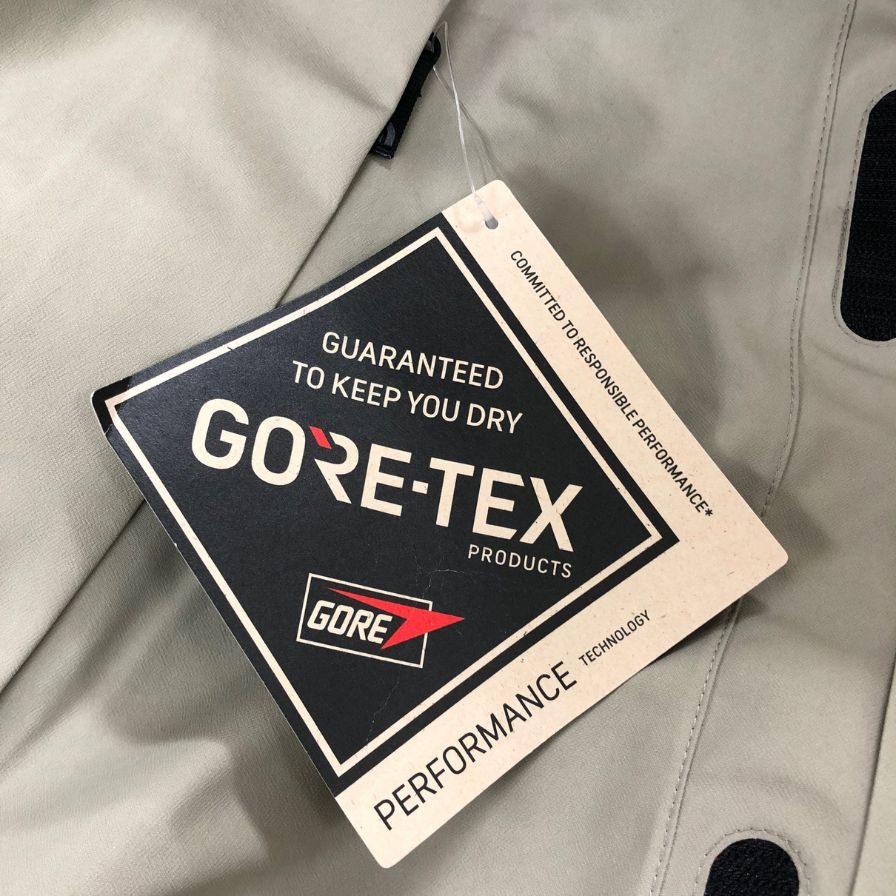 GUARANTEED
TO KEEP YOU DRY
GORE-TEX
PRODUCTS
GORE
COMMITTED TO RESPONSIBLE PERFORMANCE*
PERFORMANCE TECHNOLOGY